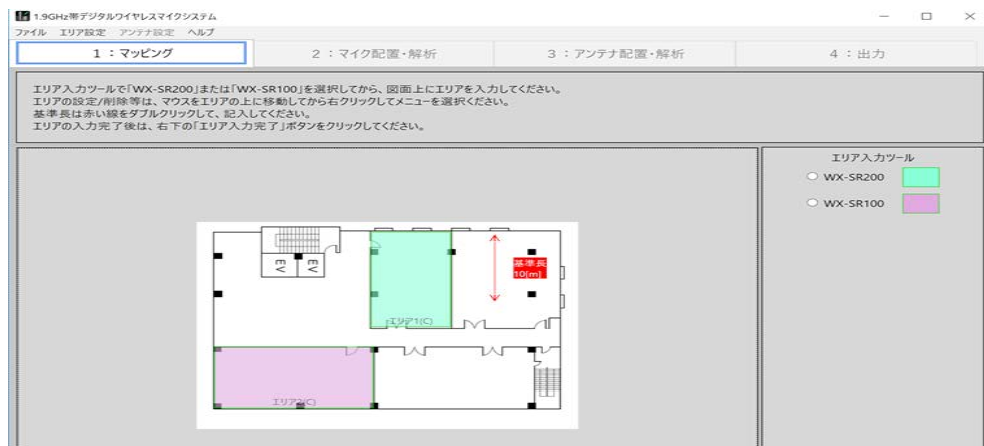 1.9GHz帯デジタルワイヤレスマイクシステム
ファイル エリア設定 アンテナ設定 ヘルプ
1：マッピング 2：マイク配置・解析 3：アンテナ配置・解析 4：出力
エリア入力ツールで「WX-SR200」または「WX-SR100」を選択してから、図面上にエリアを入力してください。
エリアの設定/削除等は、マウスをエリアの上に移動してから右クリックしてメニューを選択ください。
基準長は赤い線をダブルクリックして、記入してください。
エリアの入力完了後は、右下の「エリア入力完了」ボタンをクリックしてください。
エリア入力ツール
WX-SR200
WX-SR100
EV EV
基準長
10[m]
エリア1(C)
エリア2(C)